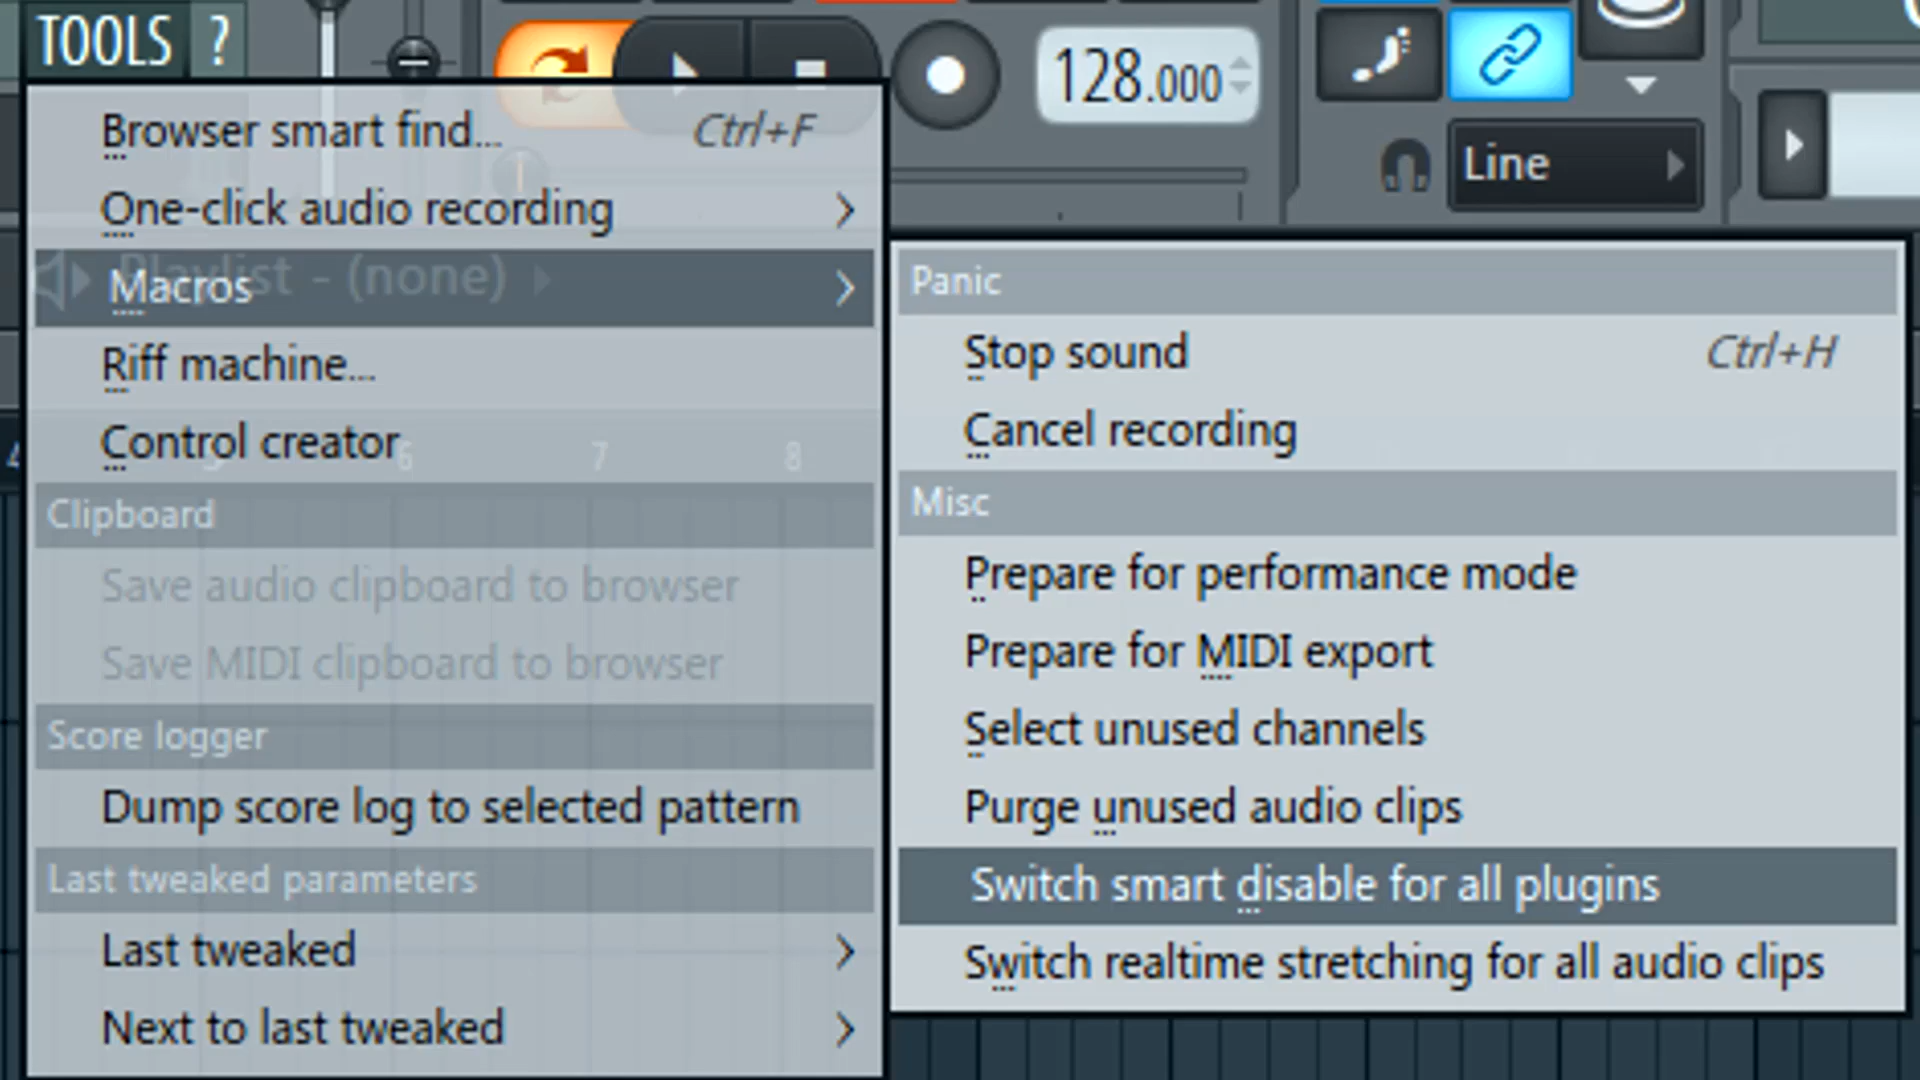 TOOLS ?
128.000
Line
Browser smart find... Ctrl+F
One-click audio recording
Macros
Playlist - (none)
Riff machine...
Control creator
6 7 8
Clipboard
Save audio clipboard to browser
Save MIDI clipboard to browser
Score logger
Dump score log to selected pattern
Last tweaked parameters
Last tweaked
Next to last tweaked
Panic
Stop sound Ctrl+H
Cancel recording
Misc
Prepare for performance mode
Prepare for MIDI export
Select unused channels
Purge unused audio clips
Switch smart disable for all plugins
Switch realtime stretching for all audio clips